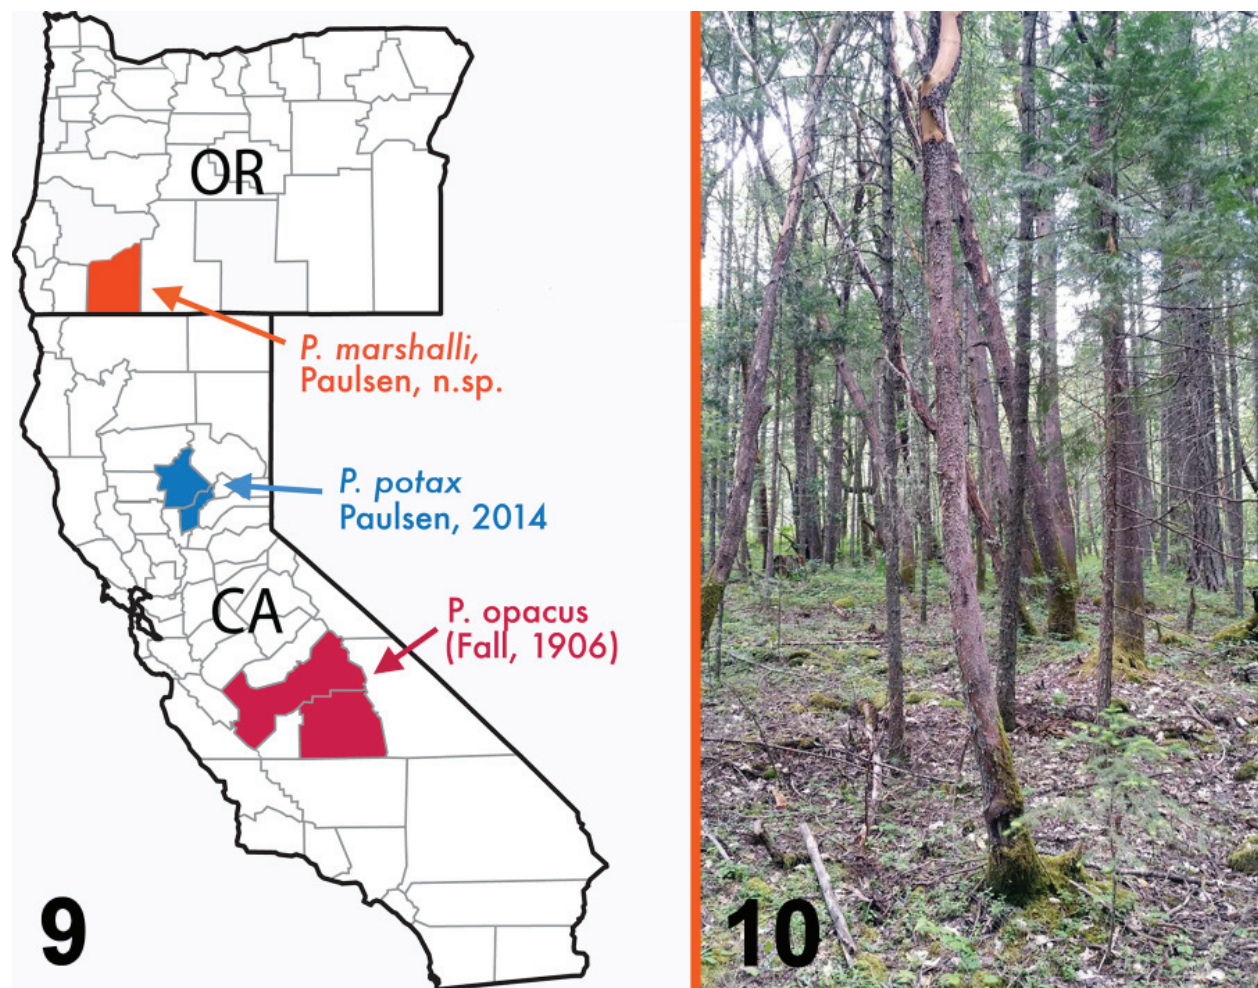 OR
P. marshalli,
Paulsen, n.sp.
P. potax
Paulsen, 2014
CA
P. opacus
(Fall, 1906)
9
10